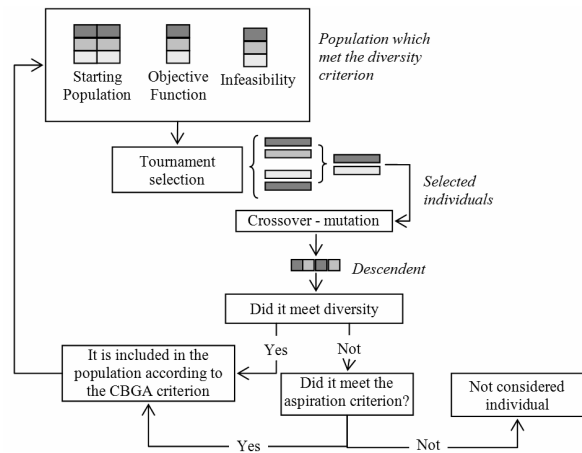 Starting
Population
Objective
Function
Infeasibility
Population which
met the diversity
criterion
Tournament
selection
Selected
individuals
Crossover - mutation
Descendent
Did it meet diversity
Yes
Not
It is included in the
population according to
the CBGA criterion
Did it meet the
aspiration criterion?
Not considered
individual
Yes
Not